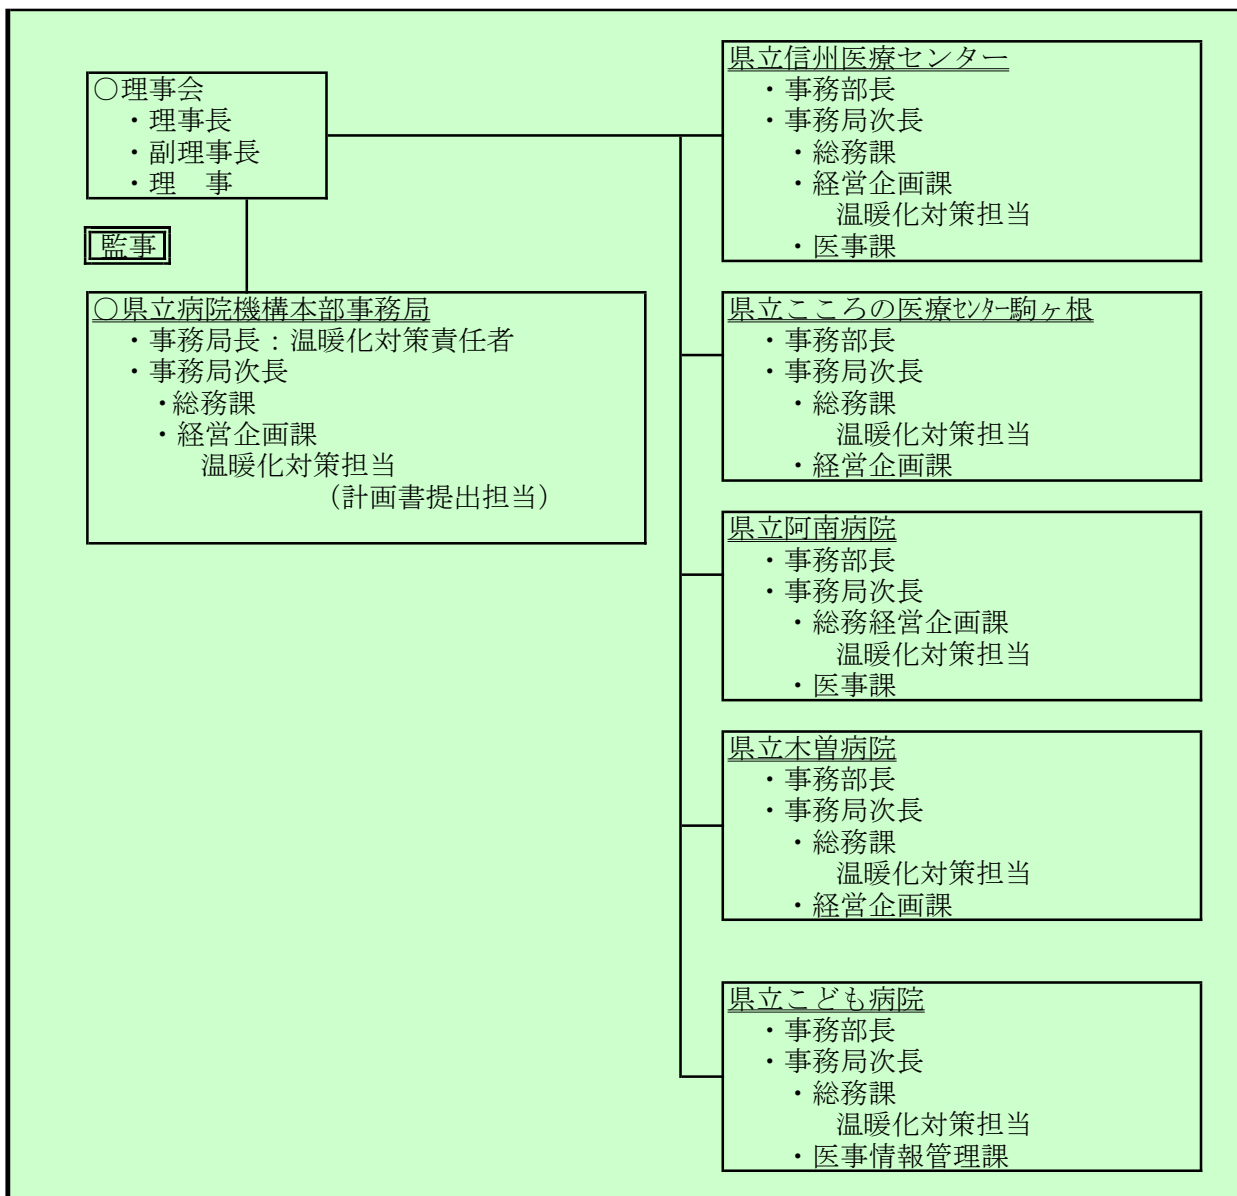 ○理事会
・理事長
・副理事長
・理　事
監事
○県立病院機構本部事務局
・事務局長：温暖化対策責任者
・事務局次長
・総務課
・経営企画課
温暖化対策担当
（計画書提出担当）
県立信州医療センター
・事務部長
・事務局次長
・総務課
・経営企画課
温暖化対策担当
・医事課
県立こころの医療ｾﾝﾀｰ駒ヶ根
・事務部長
・事務局次長
・総務課
温暖化対策担当
・経営企画課
県立阿南病院
・事務部長
・事務局次長
・総務経営企画課
温暖化対策担当
・医事課
県立木曽病院
・事務部長
・事務局次長
・総務課
温暖化対策担当
・経営企画課
県立こども病院
・事務部長
・事務局次長
・総務課
温暖化対策担当
・医事情報管理課